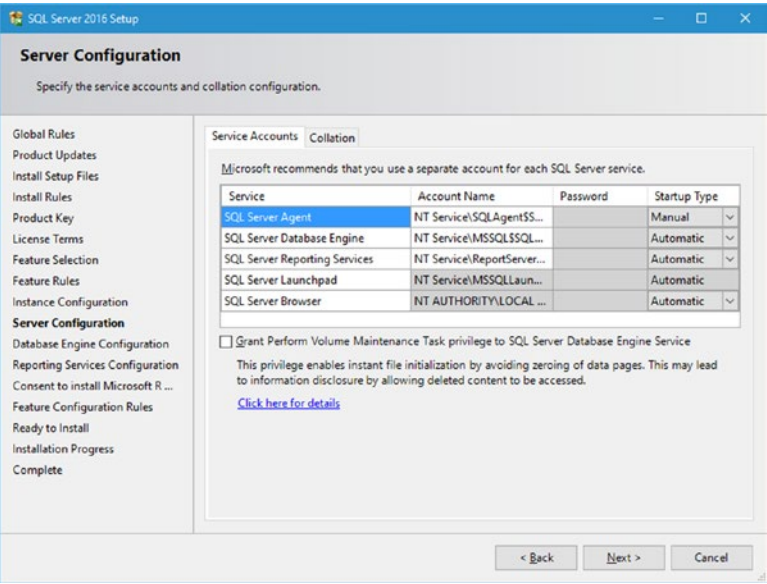 SQL Server 2016 Setup
Server Configuration
Specify the service accounts and collation configuration.
Global Rules
Product Updates
Install Setup Files
Install Rules
Product Key
License Terms
Feature Selection
Feature Rules
Instance Configuration
Server Configuration
Database Engine Configuration
Reporting Services Configuration
Consent to install Microsoft R ...
Feature Configuration Rules
Ready to Install
Installation Progress
Complete
Service Accounts Collation
Microsoft recommends that you use a separate account for each SQL Server service.
Service Account Name Password Startup Type
SQL Server Agent NT Service\SQLAgent$S... Manual
SQL Server Database Engine NT Service\MSSQL$SQL... Automatic
SQL Server Reporting Services NT Service\ReportServer... Automatic
SQL Server Launchpad NT Service\MSSQLLaun... Automatic
SQL Server Browser NT AUTHORITY\LOCAL ... Automatic
Grant Perform Volume Maintenance Task privilege to SQL Server Database Engine Service
This privilege enables instant file initialization by avoiding zeroing of data pages. This may lead
to information disclosure by allowing deleted content to be accessed.
Click here for details
< Back Next > Cancel